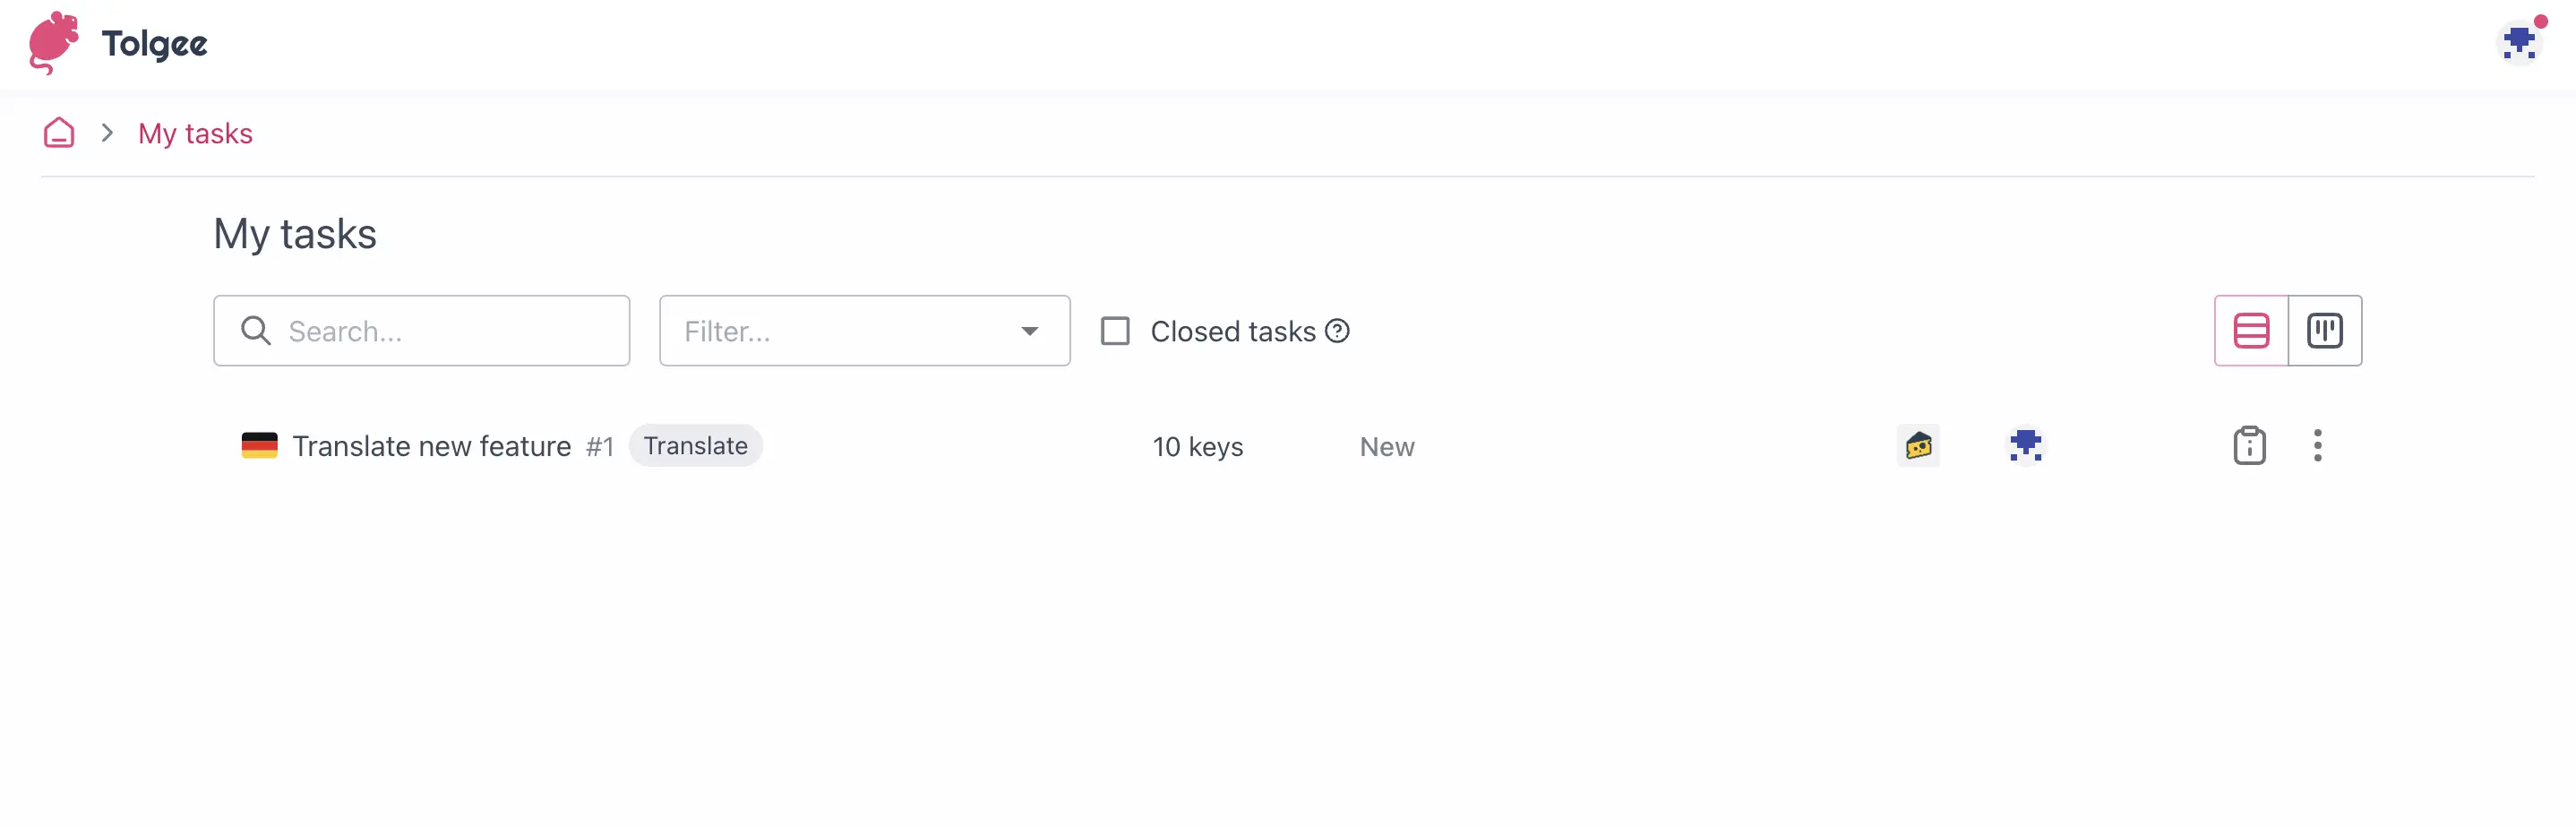 Tolgee
My tasks
My tasks
Search...
Filter...
Closed tasks
Translate new feature #1 Translate 10 keys New